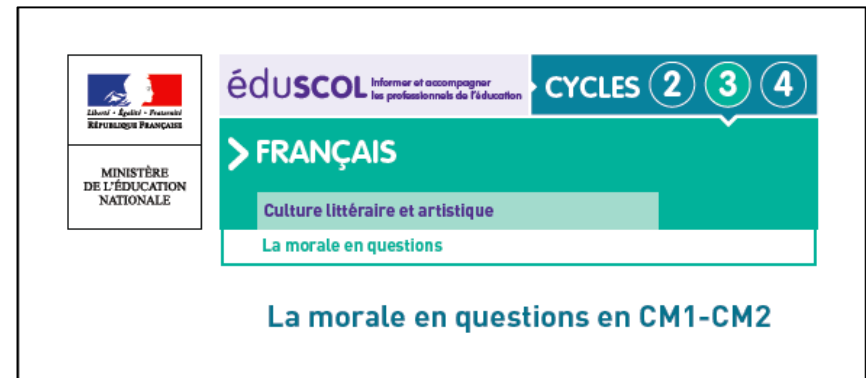 Liberté • Égalité • Fraternité
RÉPUBLIQUE FRANÇAISE
MINISTÈRE
DE L'ÉDUCATION
NATIONALE
éduSCOL
Informer et accompagner
les professionnels de l'éducation
CYCLES 2 3 4
FRANÇAIS
Culture littéraire et artistique
La morale en questions
La morale en questions en CM1-CM2